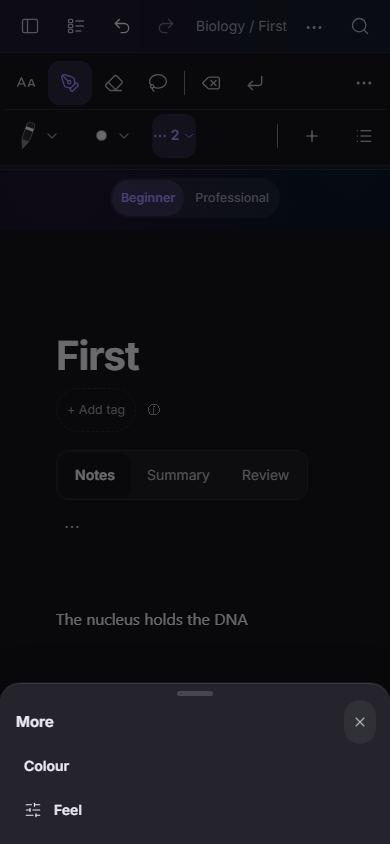 Biology / First
AA
2
Beginner Professional
First
+ Add tag
Notes Summary Review
The nucleus holds the DNA
More
Colour
Feel